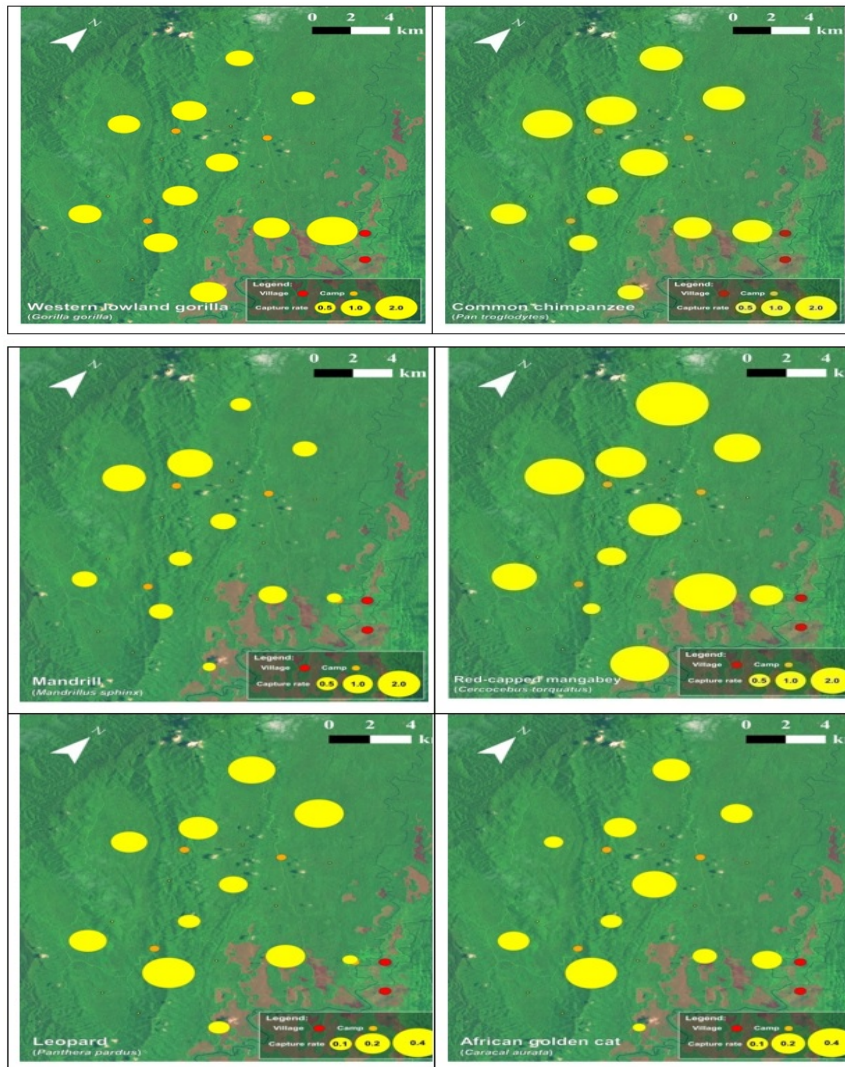 N
0 2 4
km
Western lowland gorilla
(Gorilla gorilla)
Legend:
Village Camp
Capture rate 0.5 1.0 2.0
N
0 2 4
km
Common chimpanzee
(Pan troglodytes)
Legend:
Village Camp
Capture rate 0.5 1.0 2.0
N
0 2 4
km
Mandrill
(Mandrillus sphinx)
Legend:
Village Camp
Capture rate 0.5 1.0 2.0
N
0 2 4
km
Red-capped mangabey
(Cercocebus torquatus)
Legend:
Village Camp
Capture rate 0.5 1.0 2.0
N
0 2 4
k
Leopard
(Panthera pardus)
Legend:
Village Camp
Capture rate 0.1 0.2 0.4
N
0 2 4
k
African golden cat
(Caracal aurata)
Legend:
Village Camp
Capture rate 0.1 0.2 0.4